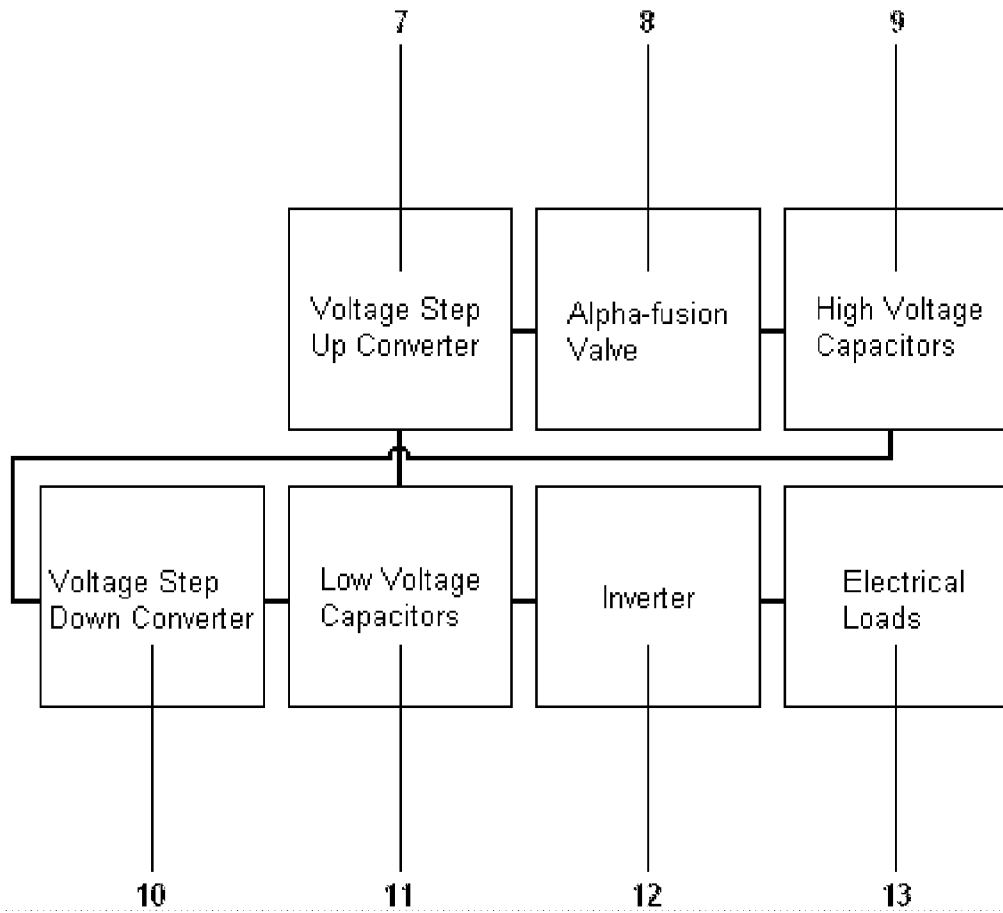 7
8
9
Voltage Step
Up Converter
Alpha-fusion
Valve
High Voltage
Capacitors
Voltage Step
Down Converter
Low Voltage
Capacitors
Inverter
Electrical
Loads
10
11
12
13